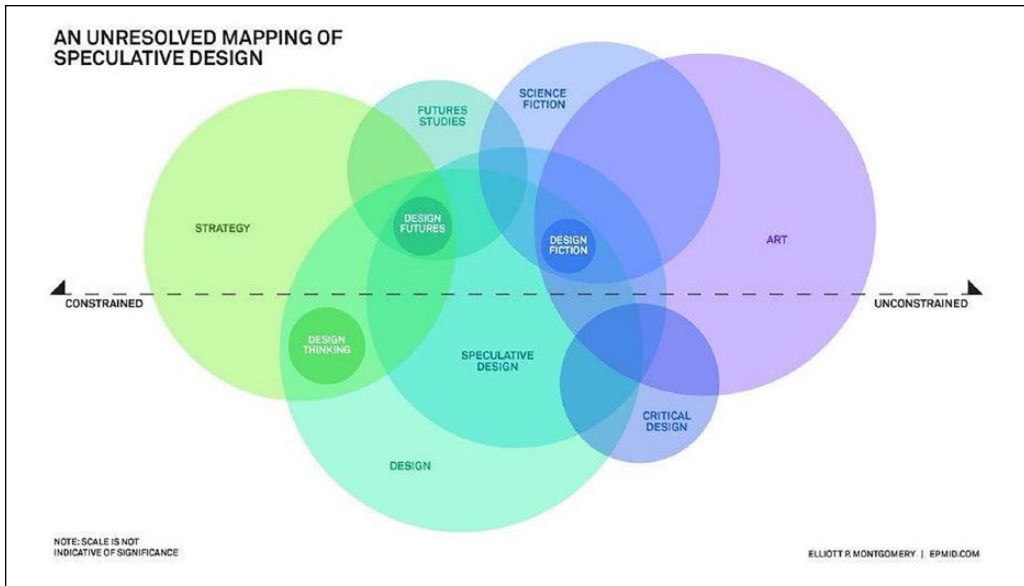 AN UNRESOLVED MAPPING OF
SPECULATIVE DESIGN
FUTURES
STUDIES
SCIENCE
FICTION
STRATEGY
DESIGN
FUTURES
DESIGN
FICTION
ART
CONSTRAINED
UNCONSTRAINED
DESIGN
THINKING
SPECULATIVE
DESIGN
CRITICAL
DESIGN
DESIGN
NOTE: SCALE IS NOT
INDICATIVE OF SIGNIFICANCE
ELLIOTT P. MONTGOMERY | EPMID.COM